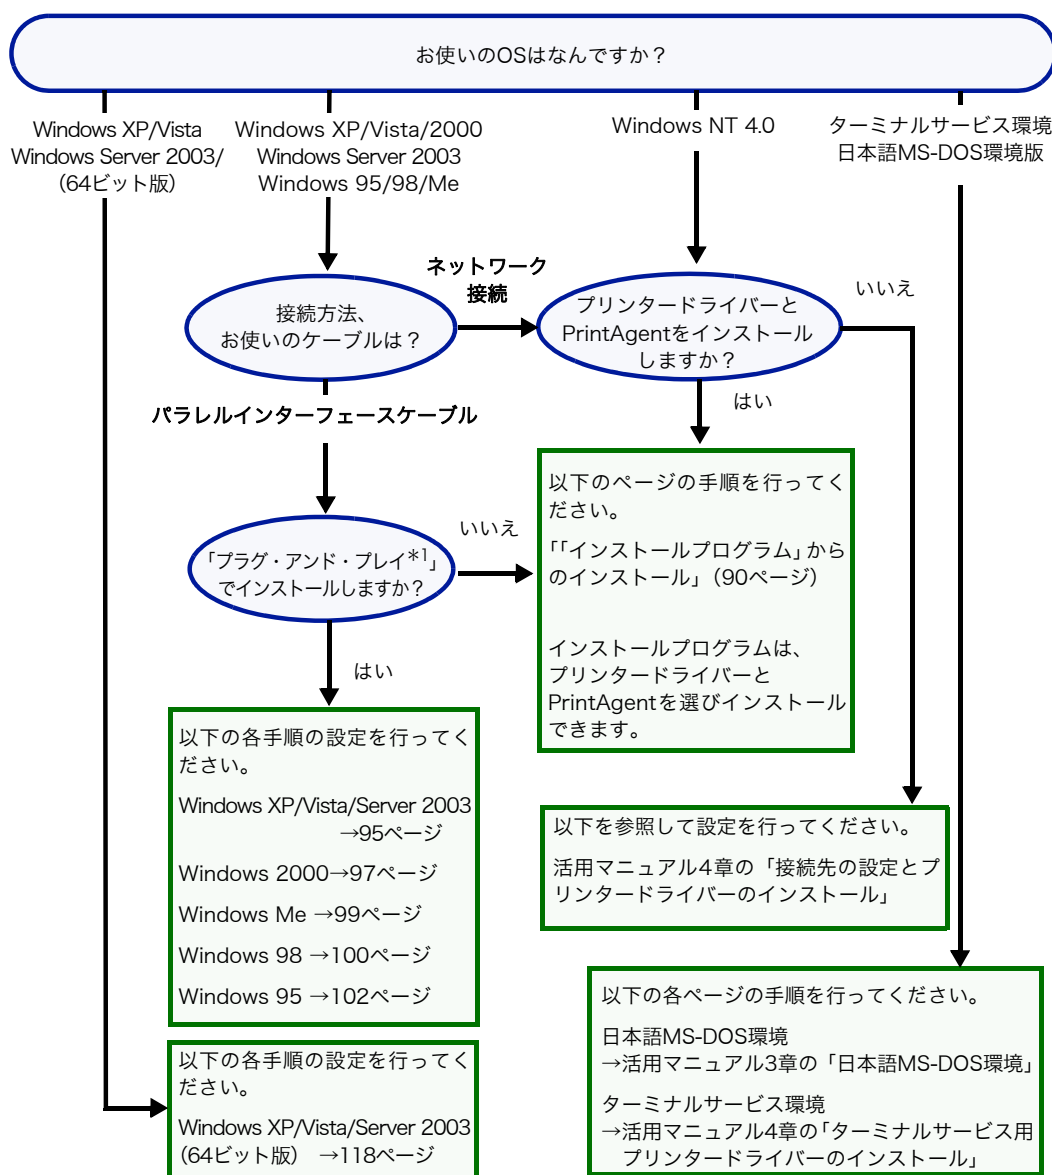 お使いのOSはなんですか？
Windows XP/Vista
Windows Server 2003/
（64ビット版）
Windows XP/Vista/2000
Windows Server 2003
Windows 95/98/Me
Windows NT 4.0
ターミナルサービス環境
日本語MS-DOS環境版
接続方法、
お使いのケーブルは？
ネットワーク
接続
プリンタードライバーと
PrintAgentをインストール
しますか？
いいえ
はい
パラレルインターフェースケーブル
「プラグ・アンド・プレイ*1」
でインストールしますか？
いいえ
はい
以下のページの手順を行ってく
ださい。
「「インストールプログラム」から
のインストール」（90ページ）
インストールプログラムは、
プリンタードライバーと
PrintAgentを選びインストール
できます。
以下の各手順の設定を行ってく
ださい。
Windows XP/Vista/Server 2003
→95ページ
Windows 2000→97ページ
Windows Me →99ページ
Windows 98 →100ページ
Windows 95 →102ページ
以下を参照して設定を行ってください。
活用マニュアル4章の「接続先の設定とプ
リンタードライバーのインストール」
以下の各ページの手順を行ってください。
日本語MS-DOS環境
→活用マニュアル3章の「日本語MS-DOS環境」
ターミナルサービス環境
→活用マニュアル4章の「ターミナルサービス用
プリンタードライバーのインストール」
以下の各手順の設定を行ってく
ださい。
Windows XP/Vista/Server 2003
（64ビット版） →118ページ